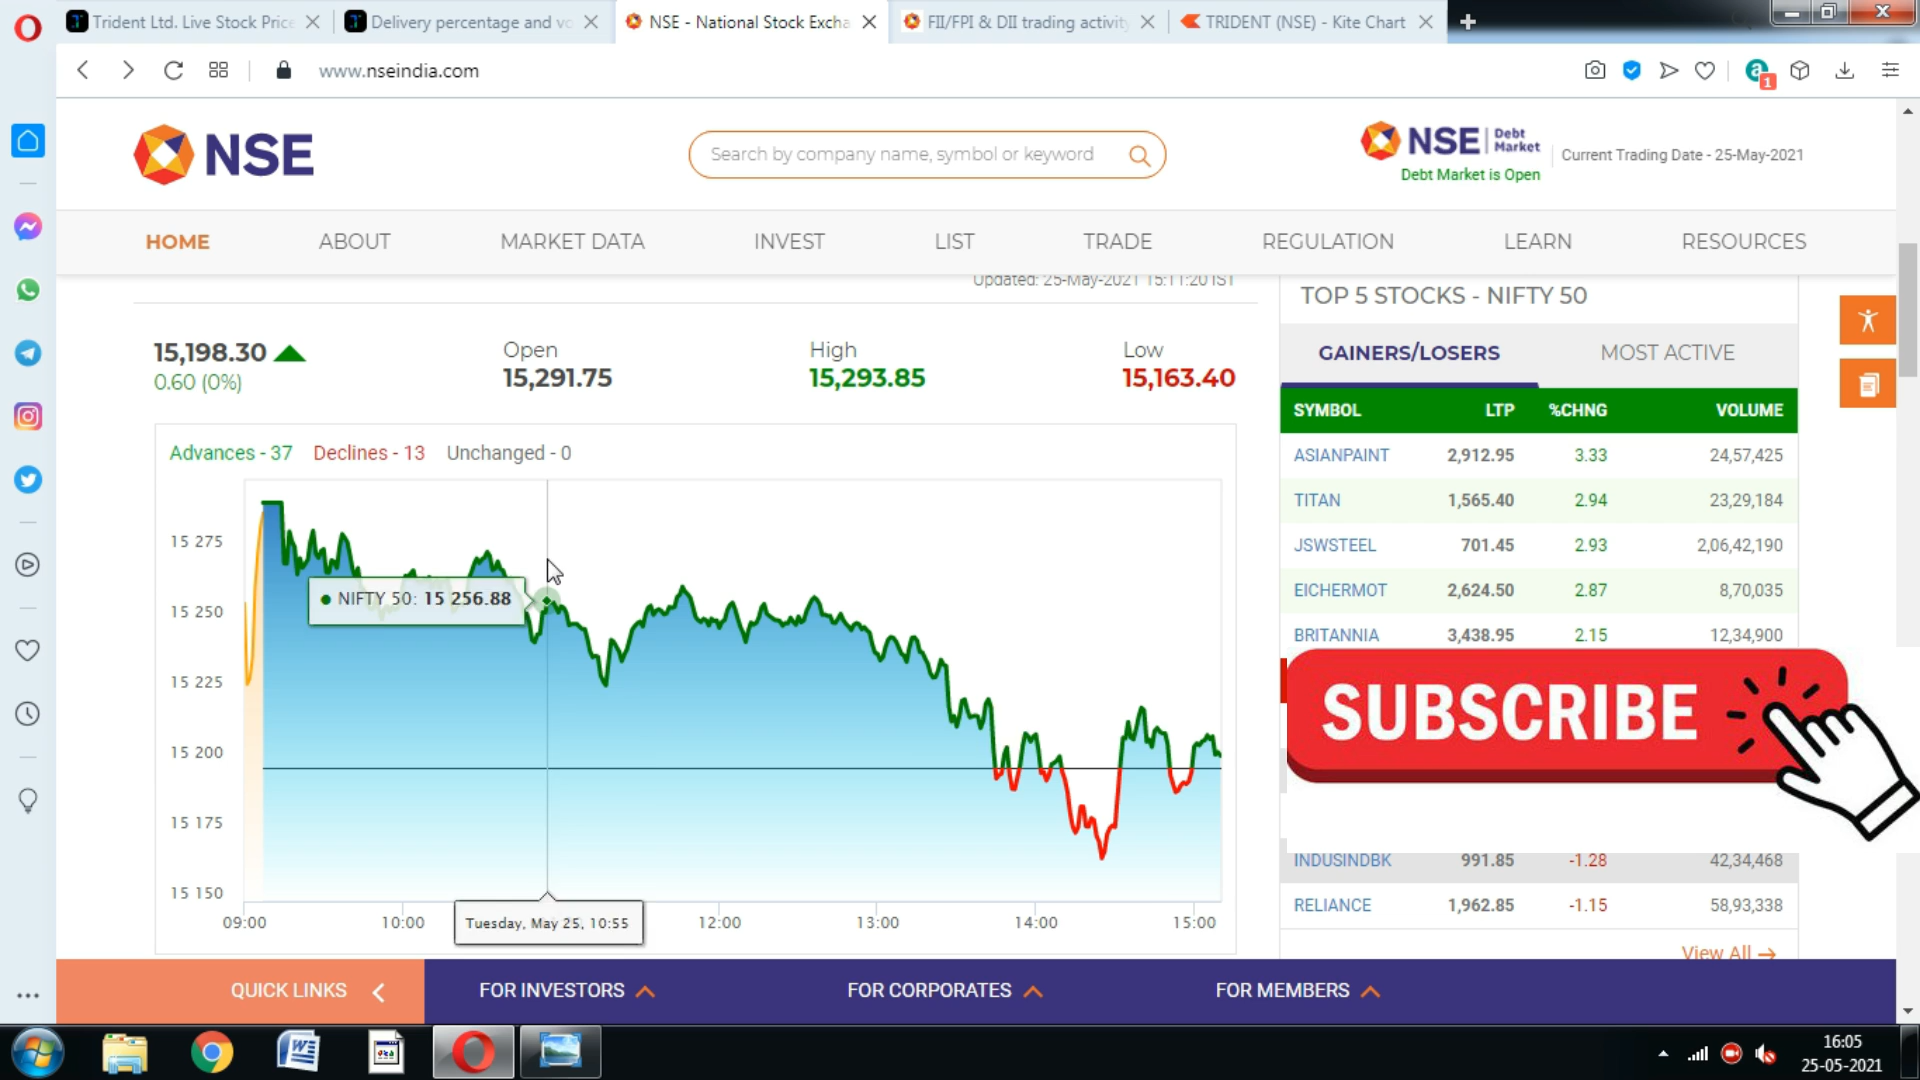 Trident Ltd. Live Stock Price
Delivery percentage and vo
NSE - National Stock Excha
FII/FPI & DII trading activity
TRIDENT (NSE) - Kite Chart
www.nseindia.com
a
1
NSE
Search by company name, symbol or keyword
NSE Debt Market
Debt Market is Open
Current Trading Date - 25-May-2021
HOME ABOUT MARKET DATA INVEST LIST TRADE REGULATION LEARN RESOURCES
Updated: 25-May-2021 15:11:20 IST
15,198.30
0.60 (0%)
Open
15,291.75
High
15,293.85
Low
15,163.40
Advances - 37 Declines - 13 Unchanged - 0
15 275
15 250
15 225
15 200
15 175
15 150
NIFTY 50: 15 256.88
09:00 10:00 12:00 13:00 14:00 15:00
Tuesday, May 25, 10:55
TOP 5 STOCKS - NIFTY 50
GAINERS/LOSERS MOST ACTIVE
SYMBOL LTP %CHNG VOLUME
ASIANPAINT 2,912.95 3.33 24,57,425
TITAN 1,565.40 2.94 23,29,184
JSWSTEEL 701.45 2.93 2,06,42,190
EICHERMOT 2,624.50 2.87 8,70,035
BRITANNIA 3,438.95 2.15 12,34,900
SUBSCRIBE
INDUSINDBK 991.85 -1.28 42,34,468
RELIANCE 1,962.85 -1.15 58,93,338
View All
QUICK LINKS
FOR INVESTORS
FOR CORPORATES
FOR MEMBERS
16:05
25-05-2021